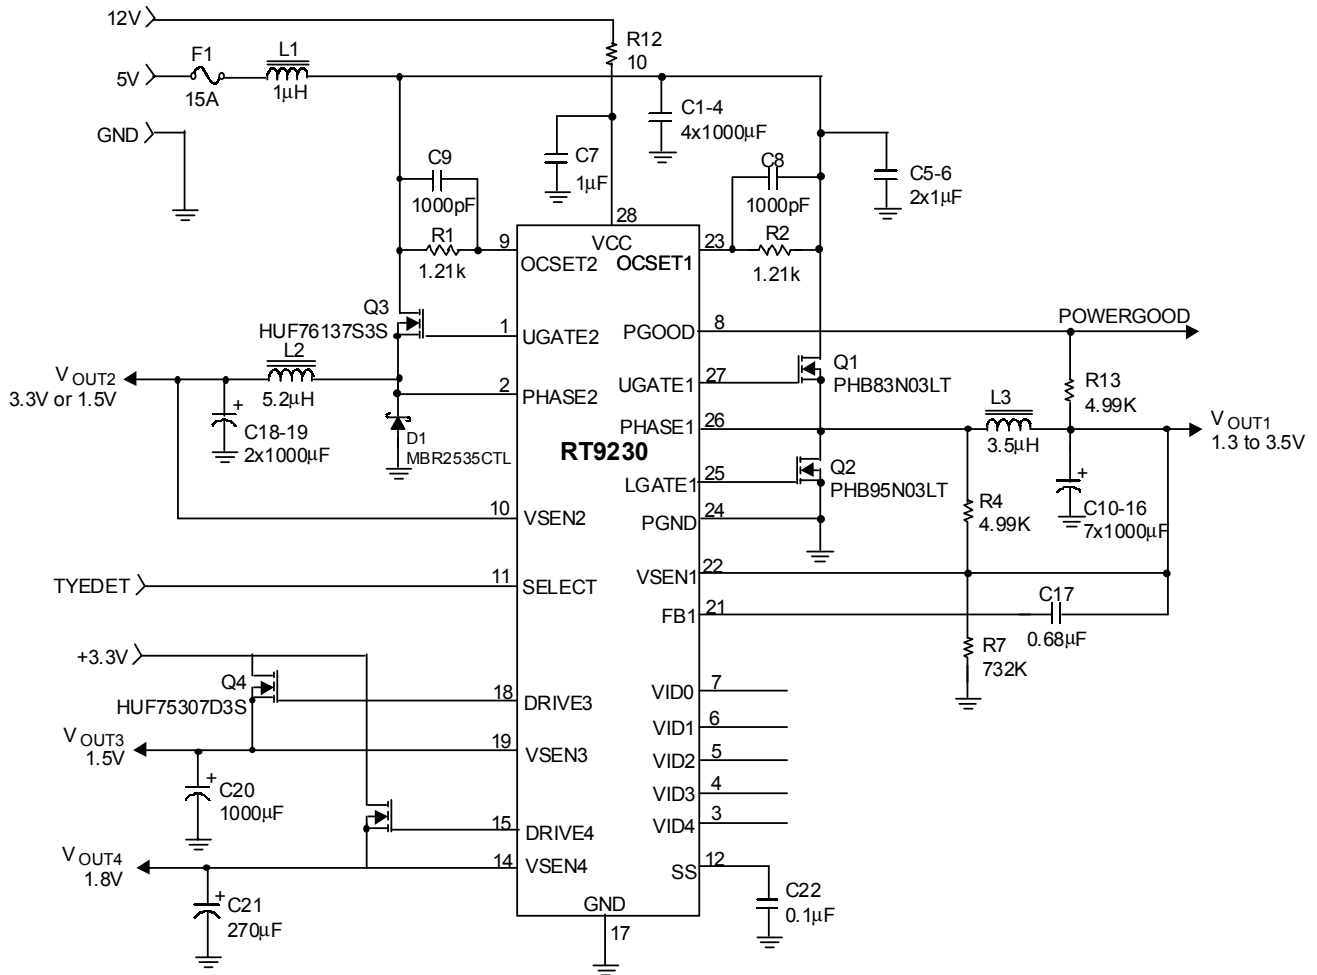 12V
R12
10
F1
L1
5V
15A
1µH
C1-4
4x1000µF
GND
C9
1000pF
C7
1µF
C8
1000pF
C5-6
2x1µF
28
VCC
R1
1.21k
9
OCSET2
OCSET1
23
R2
1.21k
Q3
HUF76137S3S
1
UGATE2
PGOOD
8
POWERGOOD
L2
5.2µH
V OUT2
3.3V or 1.5V
2
PHASE2
UGATE1
27
Q1
PHB83N03LT
R13
4.99K
C18-19
2x1000µF
D1
MBR2535CTL
RT9230
PHASE1
26
L3
3.5µH
V OUT1
1.3 to 3.5V
LGATE1
25
Q2
PHB95N03LT
10
VSEN2
PGND
24
R4
4.99K
C10-16
7x1000µF
TYEDET
11
SELECT
VSEN1
22
FB1
21
C17
0.68µF
+3.3V
R7
732K
Q4
HUF75307D3S
18
DRIVE3
VID0
7
VID1
6
V OUT3
1.5V
19
VSEN3
VID2
5
C20
1000µF
VID3
4
15
DRIVE4
VID4
3
V OUT4
1.8V
14
VSEN4
SS
12
C21
270µF
C22
0.1µF
GND
17